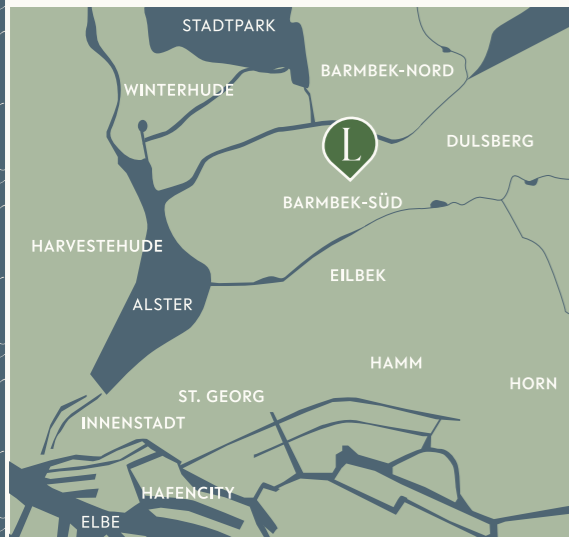 STADTPARK
BARMBEK-NORD
WINTERHUDE
DULSBERG
L
BARMBEK-SÜD
HARVESTEHUDE
EILBEK
ALSTER
HAMM
HORN
ST. GEORG
INNENSTADT
HAFENCITY
ELBE